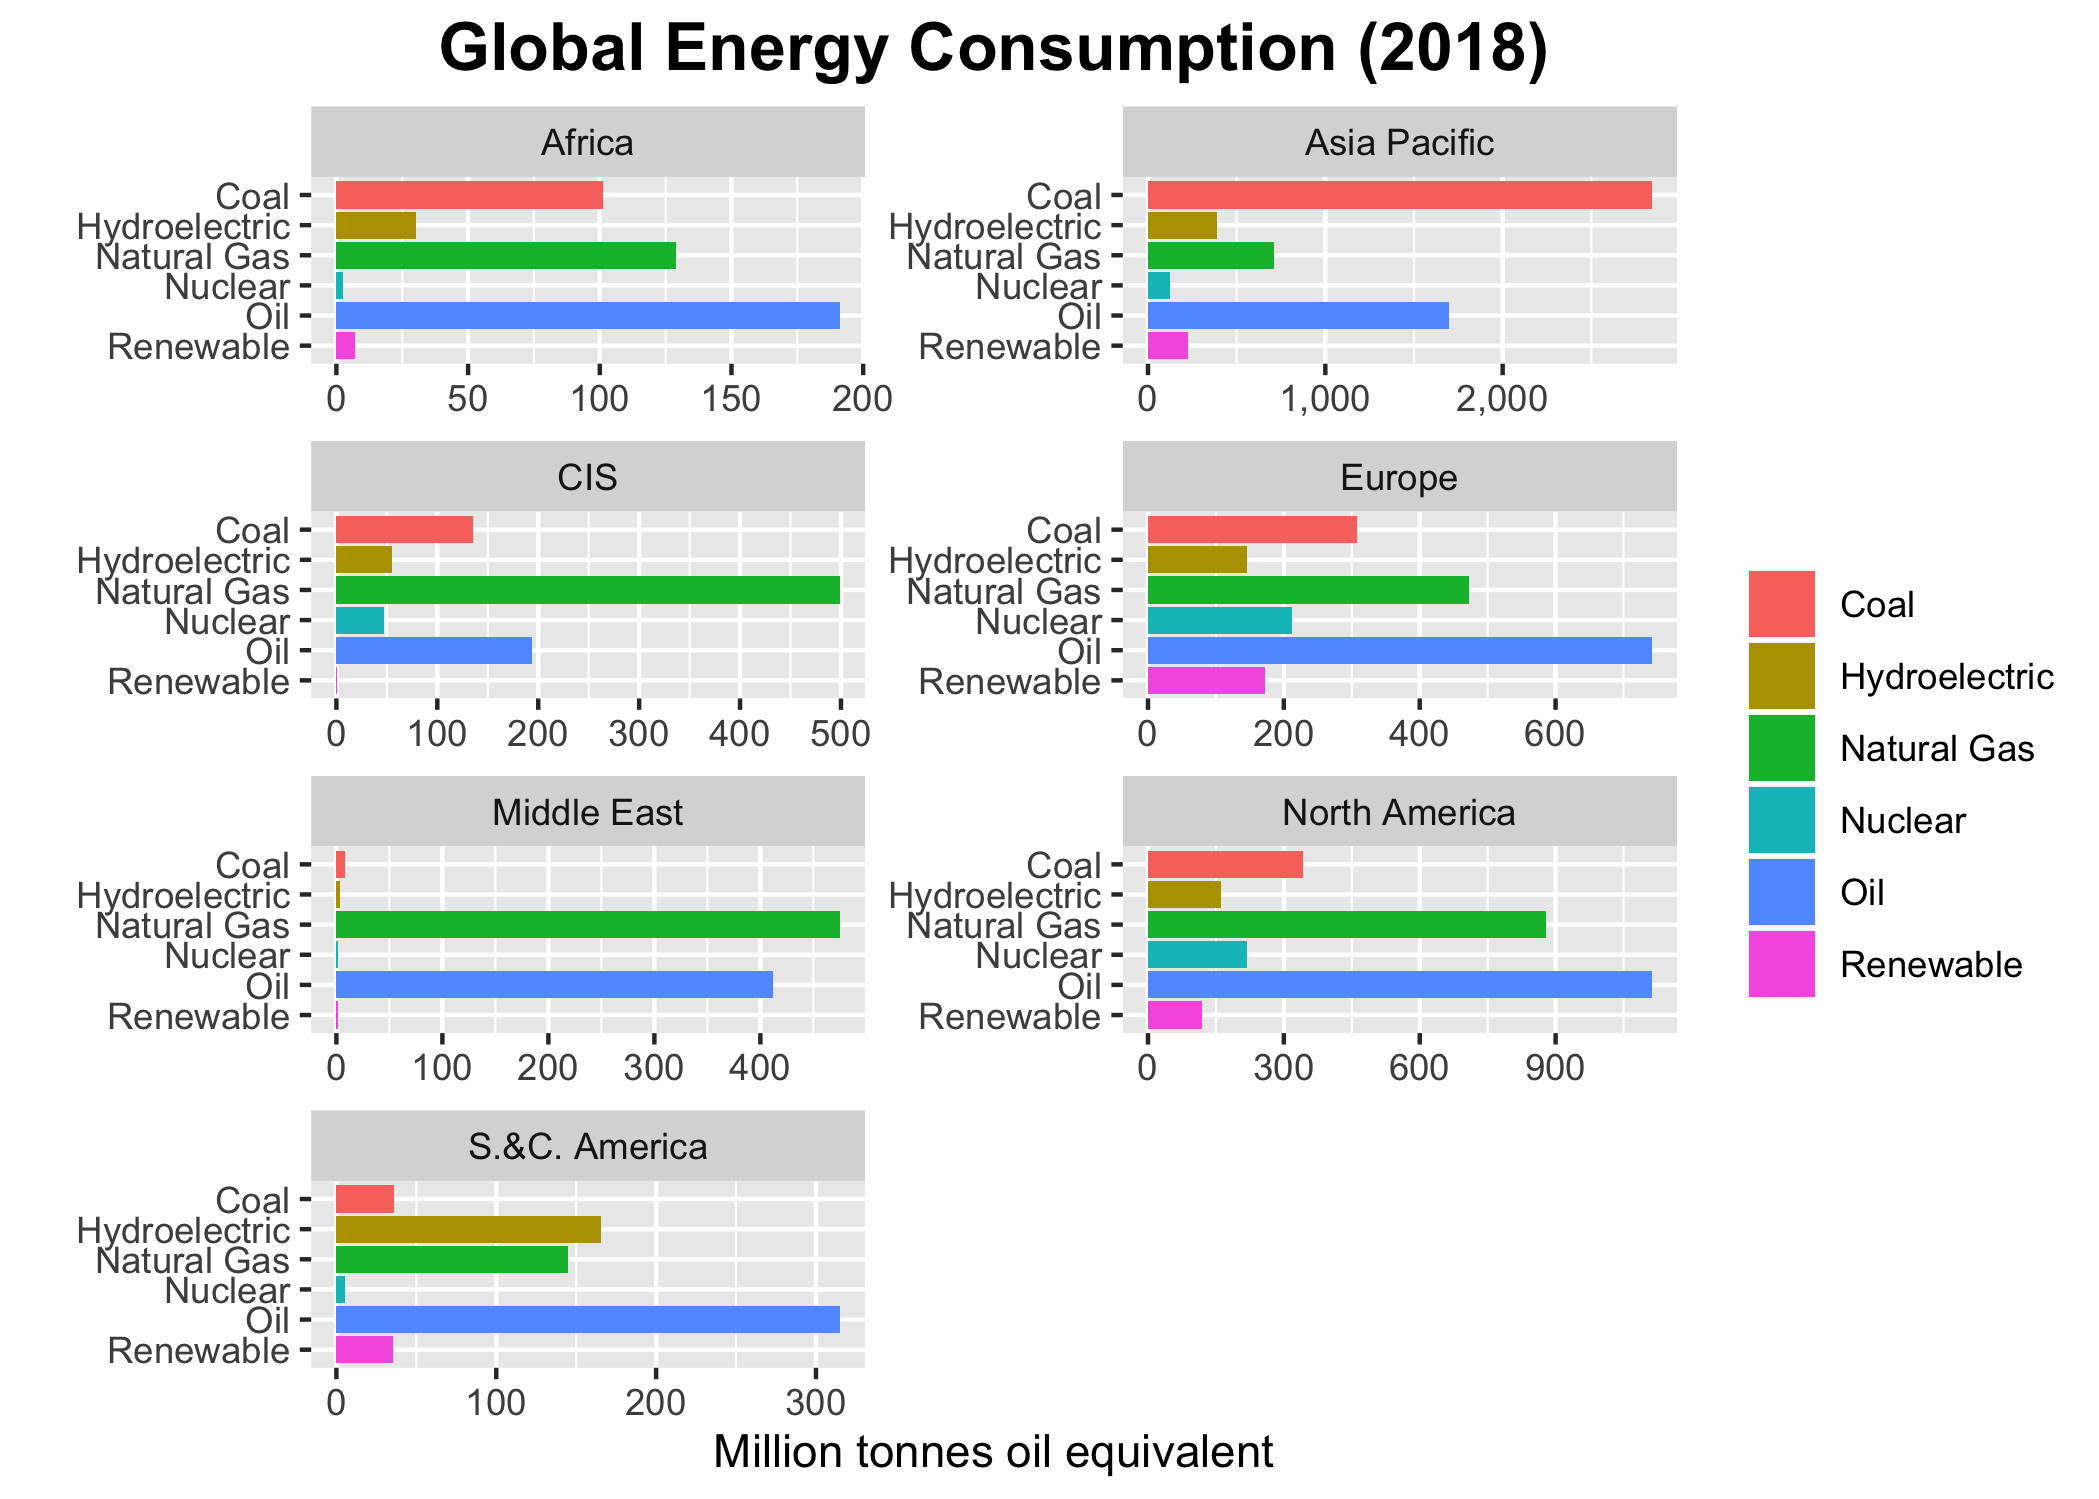 Global Energy Consumption (2018)
Africa
Coal
Hydroelectric
Natural Gas
Nuclear
Oil
Renewable
0 50 100 150 200
Asia Pacific
Coal
Hydroelectric
Natural Gas
Nuclear
Oil
Renewable
0 1,000 2,000
CIS
Coal
Hydroelectric
Natural Gas
Nuclear
Oil
Renewable
0 100 200 300 400 500
Europe
Coal
Hydroelectric
Natural Gas
Nuclear
Oil
Renewable
0 200 400 600
Middle East
Coal
Hydroelectric
Natural Gas
Nuclear
Oil
Renewable
0 100 200 300 400
North America
Coal
Hydroelectric
Natural Gas
Nuclear
Oil
Renewable
0 300 600 900
S.&C. America
Coal
Hydroelectric
Natural Gas
Nuclear
Oil
Renewable
0 100 200 300
Million tonnes oil equivalent
Coal
Hydroelectric
Natural Gas
Nuclear
Oil
Renewable